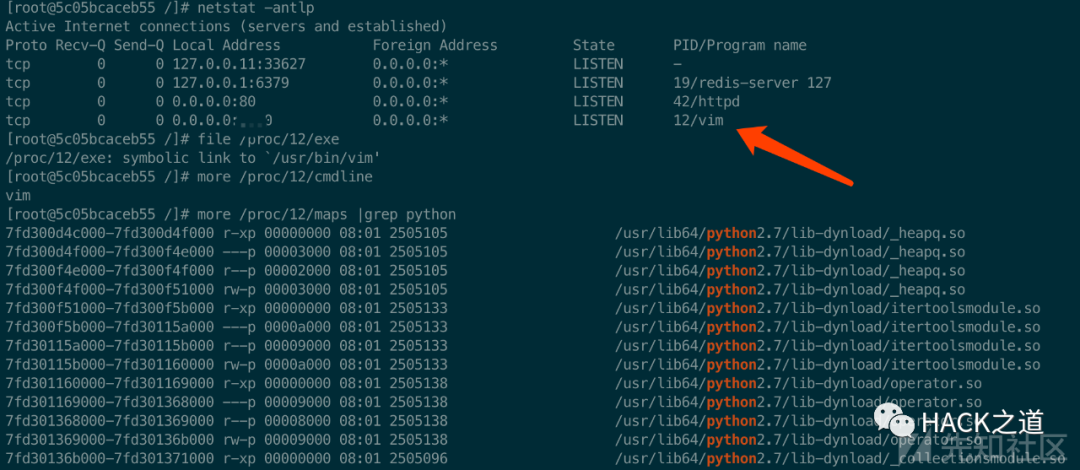 [root@5c05bcaceb55 /]# netstat -antlp
Active Internet connections (servers and established)
Proto Recv-Q Send-Q Local Address           Foreign Address         State       PID/Program name
tcp        0      0 127.0.0.11:33627        0.0.0.0:*               LISTEN      -
tcp        0      0 127.0.0.1:6379          0.0.0.0:*               LISTEN      19/redis-server 127
tcp        0      0 0.0.0.0:80              0.0.0.0:*               LISTEN      42/httpd
tcp        0      0 0.0.0.0: 0.0.0.0:*               LISTEN      12/vim
[root@5c05bcaceb55 /]# file /proc/12/exe
/proc/12/exe: symbolic link to `/usr/bin/vim'
[root@5c05bcaceb55 /]# more /proc/12/cmdline
vim
[root@5c05bcaceb55 /]# more /proc/12/maps |grep python
7fd300d4c000-7fd300d4f000 r-xp 00000000 08:01 2505105 /usr/lib64/python2.7/lib-dynload/_heapq.so
7fd300d4f000-7fd300f4e000 ---p 00003000 08:01 2505105 /usr/lib64/python2.7/lib-dynload/_heapq.so
7fd300f4e000-7fd300f4f000 r--p 00002000 08:01 2505105 /usr/lib64/python2.7/lib-dynload/_heapq.so
7fd300f4f000-7fd300f51000 rw-p 00003000 08:01 2505105 /usr/lib64/python2.7/lib-dynload/_heapq.so
7fd300f51000-7fd300f5b000 r-xp 00000000 08:01 2505133 /usr/lib64/python2.7/lib-dynload/itertoolsmodule.so
7fd300f5b000-7fd30115a000 ---p 0000a000 08:01 2505133 /usr/lib64/python2.7/lib-dynload/itertoolsmodule.so
7fd30115a000-7fd30115b000 r--p 00009000 08:01 2505133 /usr/lib64/python2.7/lib-dynload/itertoolsmodule.so
7fd30115b000-7fd301160000 rw-p 0000a000 08:01 2505133 /usr/lib64/python2.7/lib-dynload/itertoolsmodule.so
7fd301160000-7fd301169000 r-xp 00000000 08:01 2505138 /usr/lib64/python2.7/lib-dynload/operator.so
7fd301169000-7fd301368000 ---p 00009000 08:01 2505138 /usr/lib64/python2.7/lib-dynload/operator.so
7fd301368000-7fd301369000 r--p 00008000 08:01 2505138 /usr/lib64/python2.7/lib-dynload/operator.so
7fd301369000-7fd30136b000 rw-p 00009000 08:01 2505138 /usr/lib64/python2.7/lib-dynload/operator.so
7fd30136b000-7fd301371000 r-xp 00000000 08:01 2505096 /usr/lib64/python2.7/lib-dynload/_collectionsmodule.so
HACK之道
先知社区